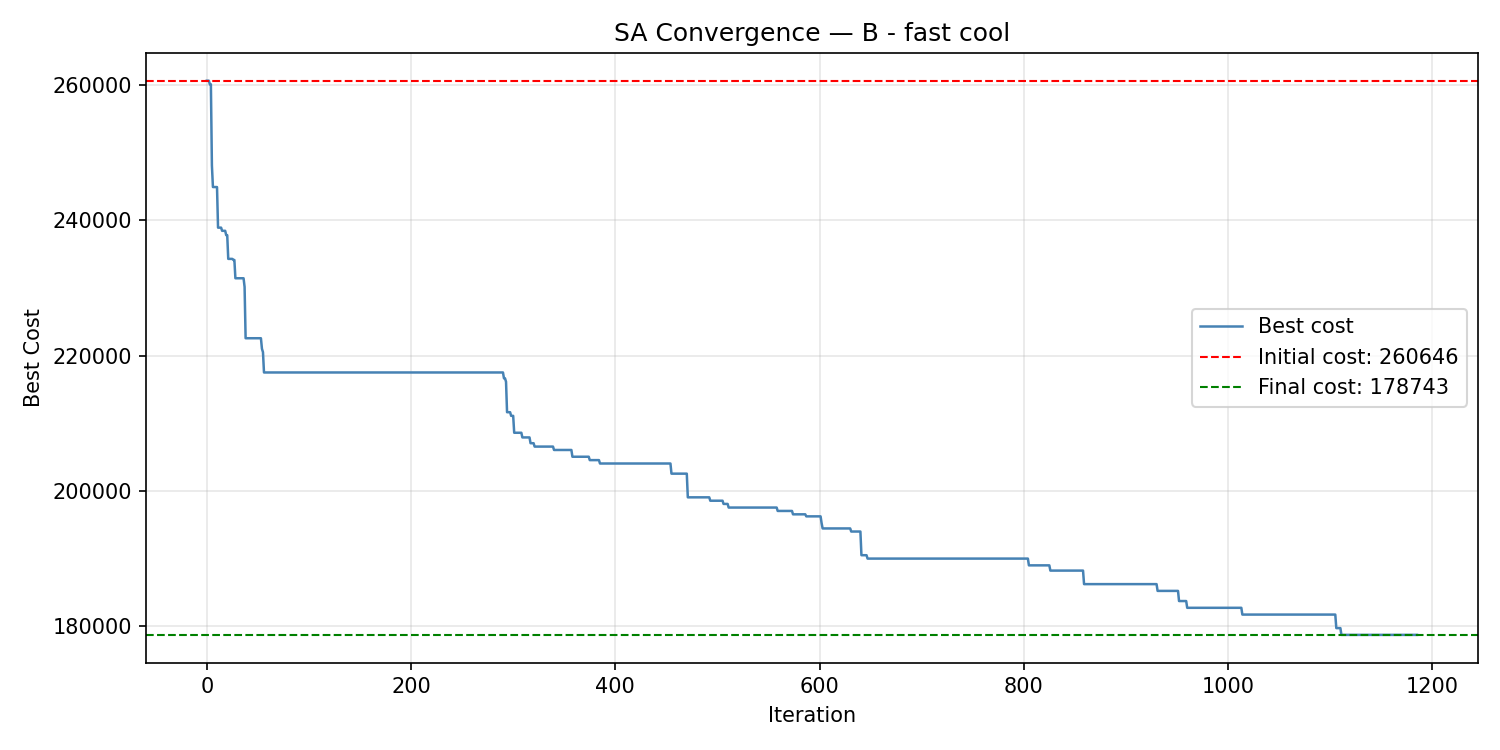 SA Convergence — B - fast cool
260000
240000
220000
200000
180000
Best Cost
Best cost
Initial cost: 260646
Final cost: 178743
0 200 400 600 800 1000 1200
Iteration